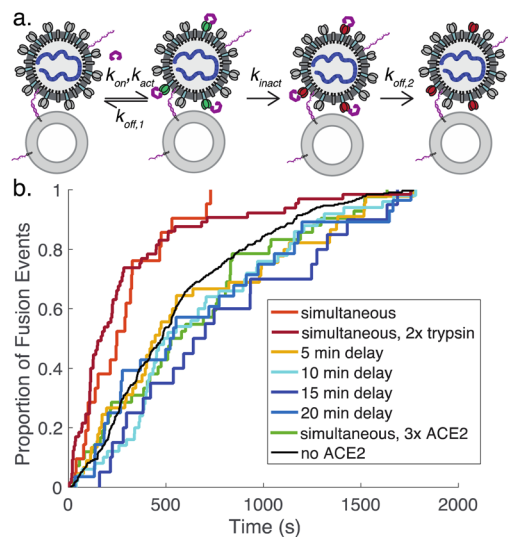 a.
k_on,k_act
k_off,1
k_inact
k_off,2
b.
Proportion of Fusion Events
1
0.8
0.6
0.4
0.2
0
simultaneous
simultaneous, 2x trypsin
5 min delay
10 min delay
15 min delay
20 min delay
simultaneous, 3x ACE2
no ACE2
0 500 1000 1500 2000
Time (s)